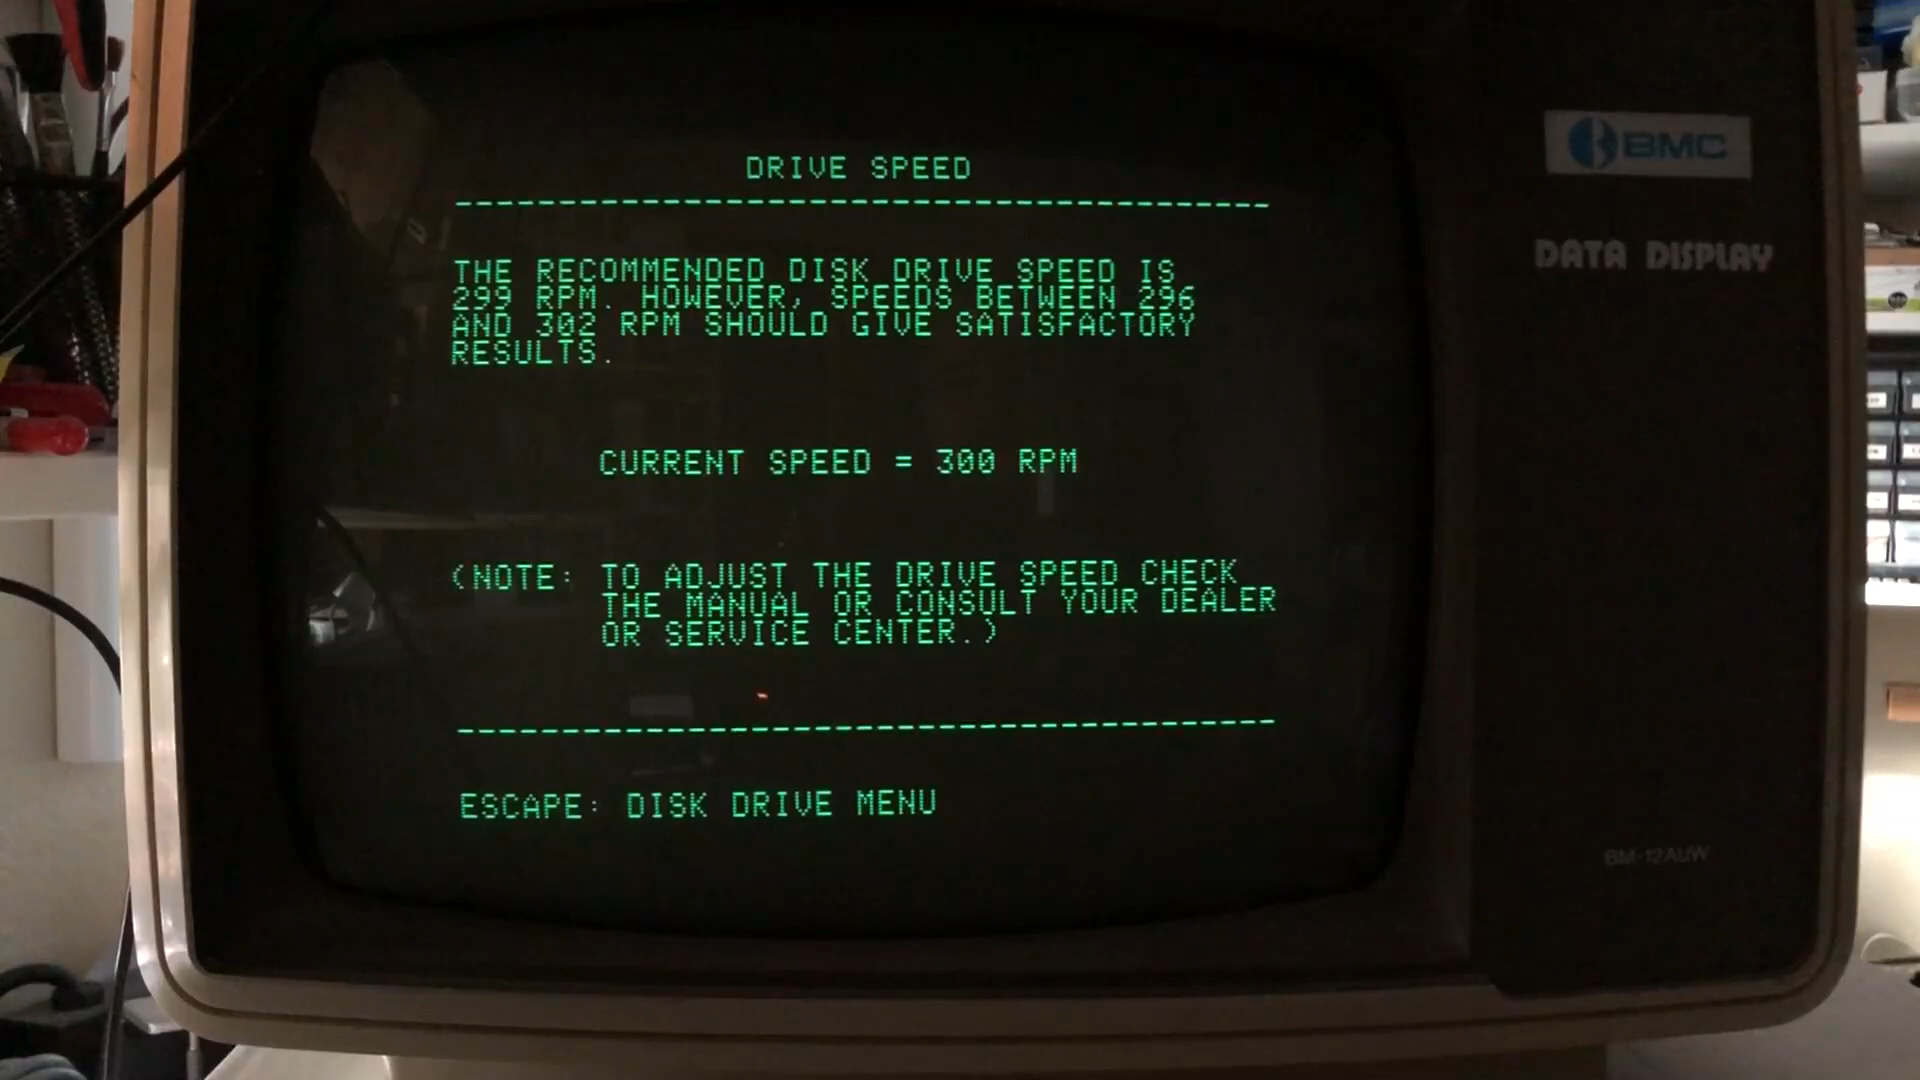 DRIVE SPEED
---------------------------------------
THE RECOMMENDED DISK DRIVE SPEED IS
299 RPM. HOWEVER, SPEEDS BETWEEN 296
AND 302 RPM SHOULD GIVE SATISFACTORY
RESULTS.
CURRENT SPEED = 300 RPM
(NOTE: TO ADJUST THE DRIVE SPEED CHECK
THE MANUAL OR CONSULT YOUR DEALER
OR SERVICE CENTER.)
---------------------------------------
ESCAPE: DISK DRIVE MENU
BMC
DATA DISPLAY
BM-12AUW